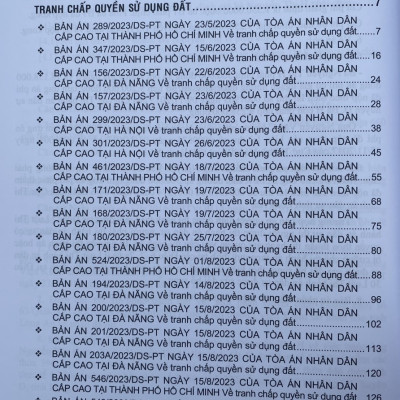 TRANH CHẤP QUYỀN SỬ DỤNG ĐẤT.......................................................7
❖ BẢN ÁN 289/2023/DS-PT NGÀY 23/5/2023 CỦA TÒA ÁN NHÂN DÂN
CẤP CAO TẠI THÀNH PHỐ HỒ CHÍ MINH Về tranh chấp quyền sử dụng đất.......7
❖ BẢN ÁN 347/2023/DS-PT NGÀY 15/6/2023 CỦA TÒA ÁN NHÂN DÂN
CẤP CAO TẠI THÀNH PHỐ HỒ CHÍ MINH Về tranh chấp quyền sử dụng đất.....16
❖ BẢN ÁN 156/2023/DS-PT NGÀY 22/6/2023 CỦA TÒA ÁN NHÂN DÂN
CẤP CAO TẠI ĐÀ NẴNG Về tranh chấp quyền sử dụng đất.........................24
❖ BẢN ÁN 157/2023/DS-PT NGÀY 23/6/2023 CỦA TÒA ÁN NHÂN DÂN
CẤP CAO TẠI ĐÀ NẴNG Về tranh chấp quyền sử dụng đất.........................28
❖ BẢN ÁN 299/2023/DS-PT NGÀY 23/6/2023 CỦA TÒA ÁN NHÂN DÂN
CẤP CAO TẠI HÀ NỘI Về tranh chấp quyền sử dụng đất............................38
❖ BẢN ÁN 301/2023/DS-PT NGÀY 26/6/2023 CỦA TÒA ÁN NHÂN DÂN
CẤP CAO TẠI HÀ NỘI Về tranh chấp quyền sử dụng đất............................45
❖ BẢN ÁN 461/2023/DS-PT NGÀY 18/7/2023 CỦA TÒA ÁN NHÂN DÂN
CẤP CAO TẠI THÀNH PHỐ HỒ CHÍ MINH Về tranh chấp quyền sử dụng đất.....55
❖ BẢN ÁN 171/2023/DS-PT NGÀY 19/7/2023 CỦA TÒA ÁN NHÂN DÂN
CẤP CAO TẠI ĐÀ NẴNG Về tranh chấp quyền sử dụng đất.........................68
❖ BẢN ÁN 168/2023/DS-PT NGÀY 19/7/2023 CỦA TÒA ÁN NHÂN DÂN
CẤP CAO TẠI ĐÀ NẴNG Về tranh chấp quyền sử dụng đất.........................75
❖ BẢN ÁN 180/2023/DS-PT NGÀY 25/7/2023 CỦA TÒA ÁN NHÂN DÂN
CẤP CAO TẠI ĐÀ NẴNG Về tranh chấp quyền sử dụng đất.........................80
❖ BẢN ÁN 524/2023/DS-PT NGÀY 01/8/2023 CỦA TÒA ÁN NHÂN DÂN
CẤP CAO TẠI THÀNH PHỐ HỒ CHÍ MINH Về tranh chấp quyền sử dụng đất.....88
❖ BẢN ÁN 194/2023/DS-PT NGÀY 14/8/2023 CỦA TÒA ÁN NHÂN DÂN
CẤP CAO TẠI ĐÀ NẴNG Về tranh chấp quyền sử dụng đất.........................96
❖ BẢN ÁN 200/2023/DS-PT NGÀY 15/8/2023 CỦA TÒA ÁN NHÂN DÂN
CẤP CAO TẠI ĐÀ NẴNG Về tranh chấp quyền sử dụng đất.......................102
❖ BẢN ÁN 201/2023/DS-PT NGÀY 15/8/2023 CỦA TÒA ÁN NHÂN DÂN
CẤP CAO TẠI ĐÀ NẴNG Về tranh chấp quyền sử dụng đất.......................113
❖ BẢN ÁN 203A/2023/DS-PT NGÀY 15/8/2023 CỦA TÒA ÁN NHÂN DÂN
CẤP CAO TẠI ĐÀ NẴNG Về tranh chấp quyền sử dụng đất.......................120
❖ BẢN ÁN 546/2023/DS-PT NGÀY 15/8/2023 CỦA TÒA ÁN NHÂN DÂN
CẤP CAO TẠI THÀNH PHỐ HỒ CHÍ MINH Về tranh chấp quyền sử dụng đất...126